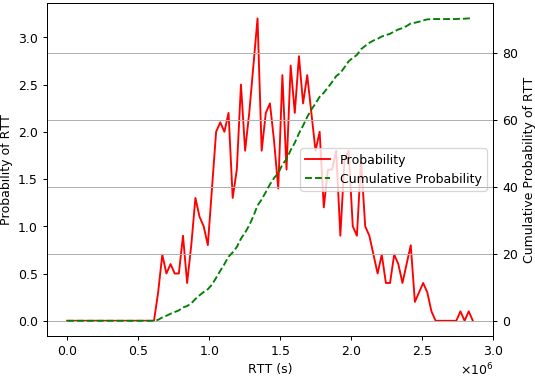 3.0
2.5
2.0
1.5
1.0
0.5
0.0
Probability of RTT
80
60
40
20
0
Cumulative Probability of RTT
Probability
Cumulative Probability
0.0 0.5 1.0 1.5 2.0 2.5 3.0
RTT (s)
×10⁶